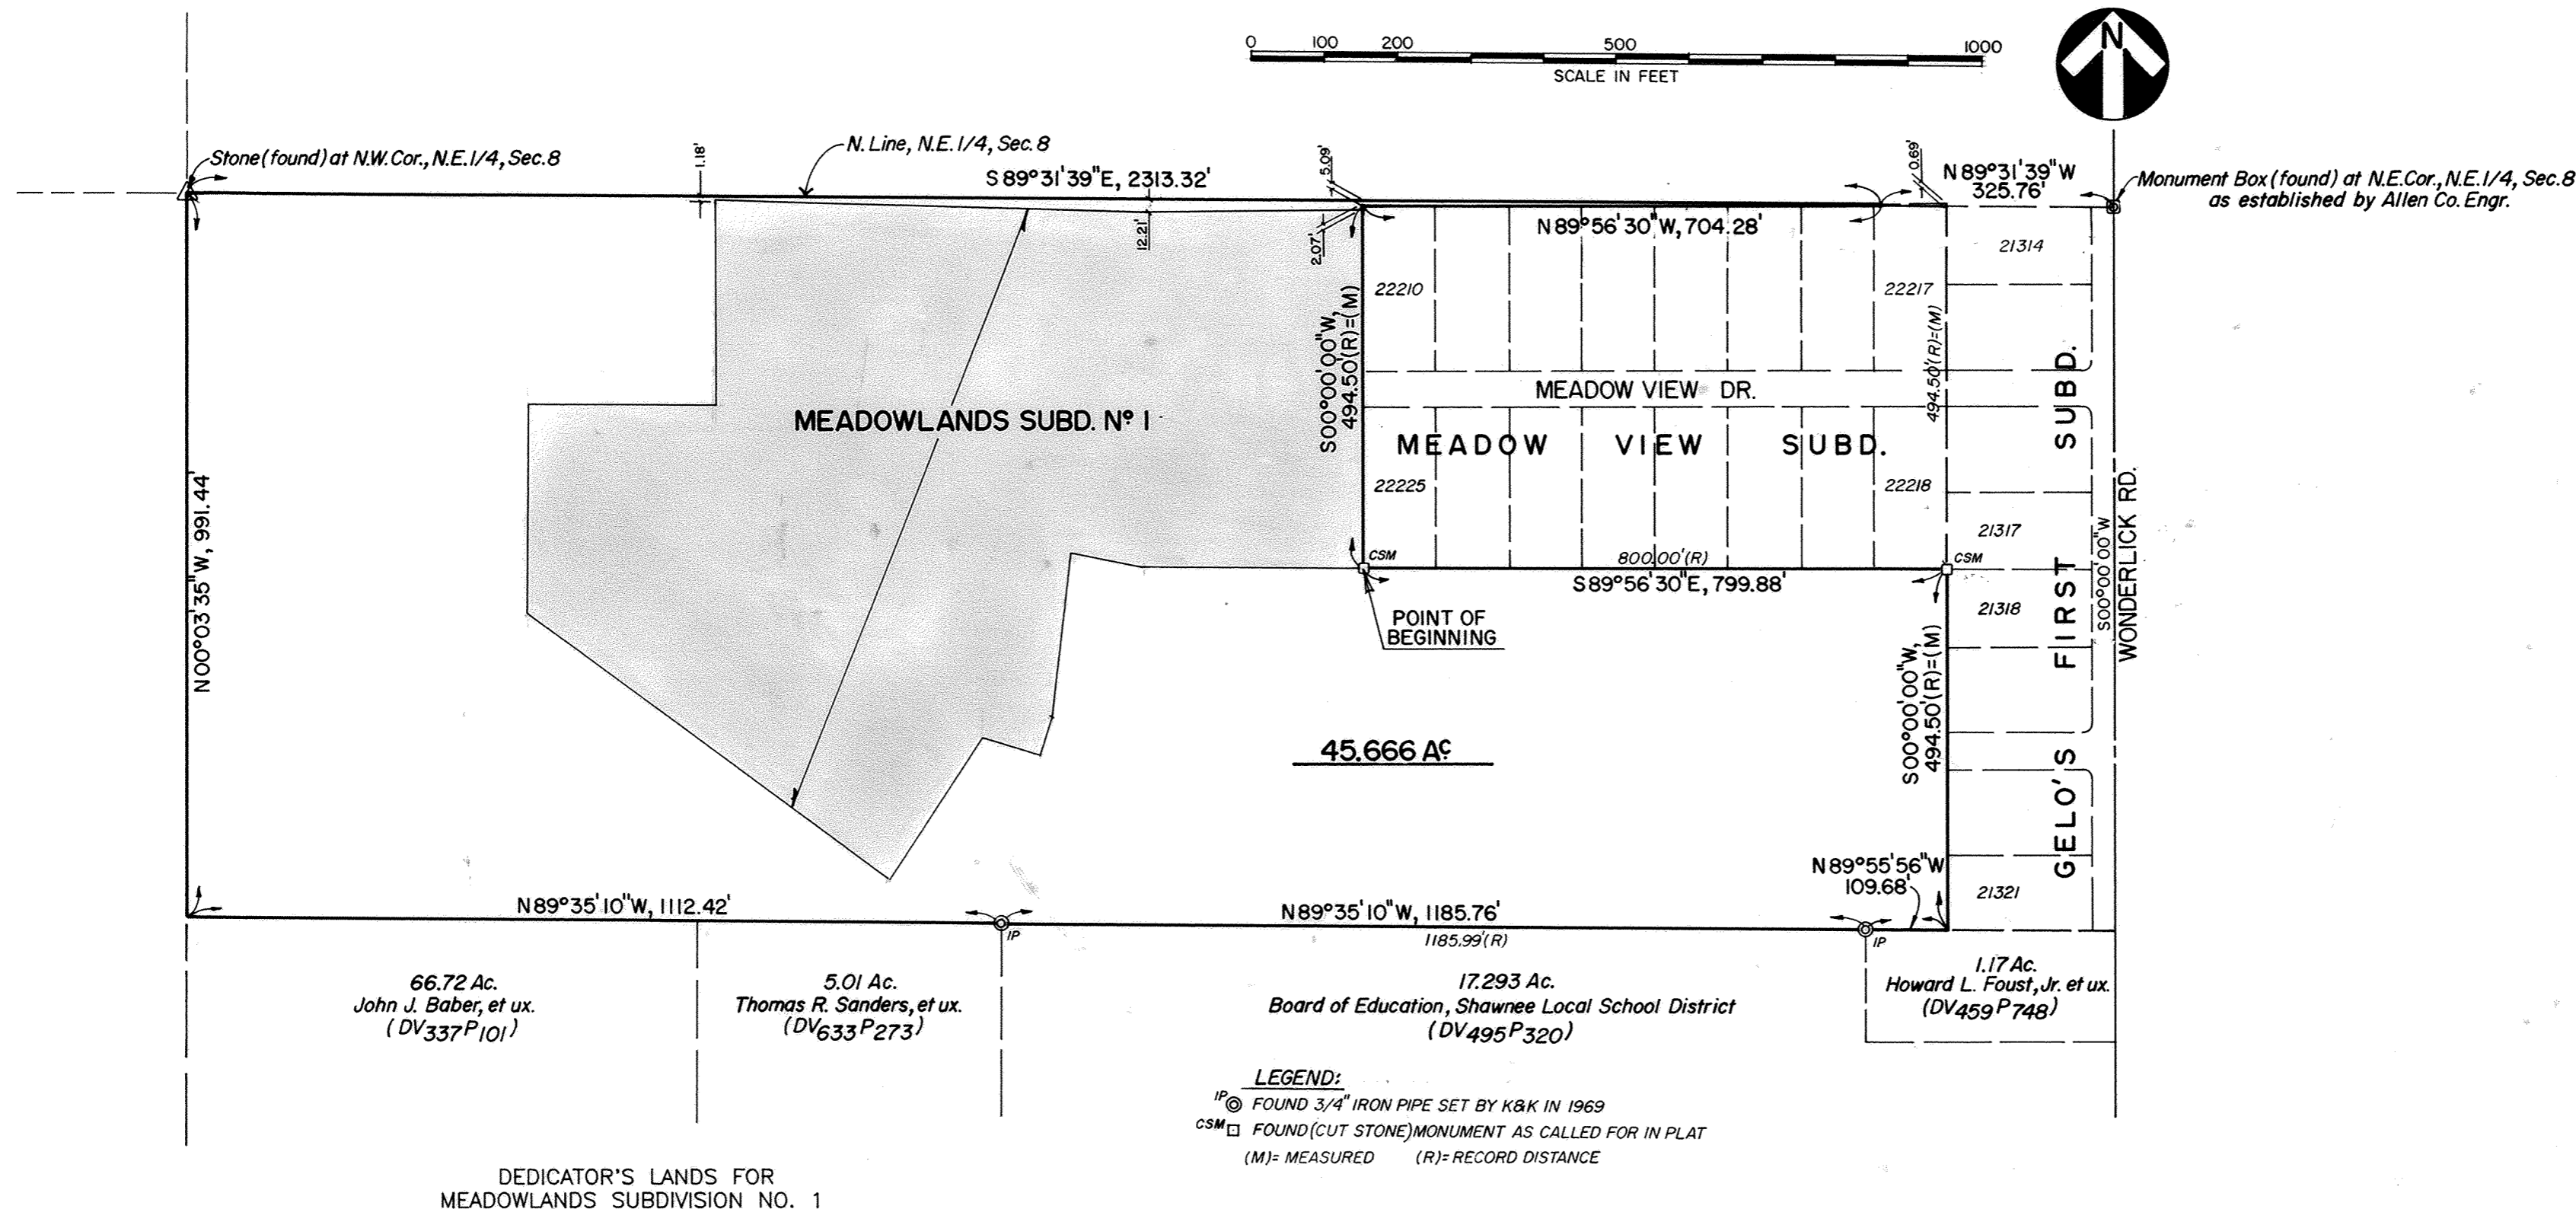 0 100 200 500 1000
SCALE IN FEET
N
Stone (found) at N.W. Cor., N.E. 1/4, Sec. 8
1.18'
N. Line, N.E. 1/4, Sec. 8
S 89°31'39"E, 2313.32'
5.09'
0.69'
N 89°31'39"W
325.76'
Monument Box (found) at N.E. Cor., N.E. 1/4, Sec. 8
as established by Allen Co. Engr.
12.21'
2.07'
N 89°56'30"W, 704.28'
21314
22210
22217
S00°00'00"W,
494.50'(R)=(M)
494.50'(R)=(M)
MEADOWLANDS SUBD. Nº 1
MEADOW VIEW DR.
MEADOW VIEW SUBD.
22225
22218
N00°03'35"W, 991.44'
CSM
800.00'(R)
S 89°56'30"E, 799.88'
CSM
21317
21318
POINT OF
BEGINNING
GELO'S FIRST SUBD.
S00°00'00"W
WONDERLICK RD.
S00°00'00"W,
494.50'(R)=(M)
45.666 Ac
N 89°55'56"W
109.68'
21321
N 89°35'10"W, 1112.42'
IP
N 89°35'10"W, 1185.76'
1185.99'(R)
IP
66.72 Ac.
John J. Baber, et ux.
(DV337P101)
5.01 Ac.
Thomas R. Sanders, et ux.
(DV633P273)
17.293 Ac.
Board of Education, Shawnee Local School District
(DV495P320)
1.17 Ac.
Howard L. Foust, Jr. et ux.
(DV459P748)
LEGEND:
IP FOUND 3/4" IRON PIPE SET BY K&K IN 1969
CSM FOUND (CUT STONE) MONUMENT AS CALLED FOR IN PLAT
(M)= MEASURED (R)= RECORD DISTANCE
DEDICATOR'S LANDS FOR
MEADOWLANDS SUBDIVISION NO. 1